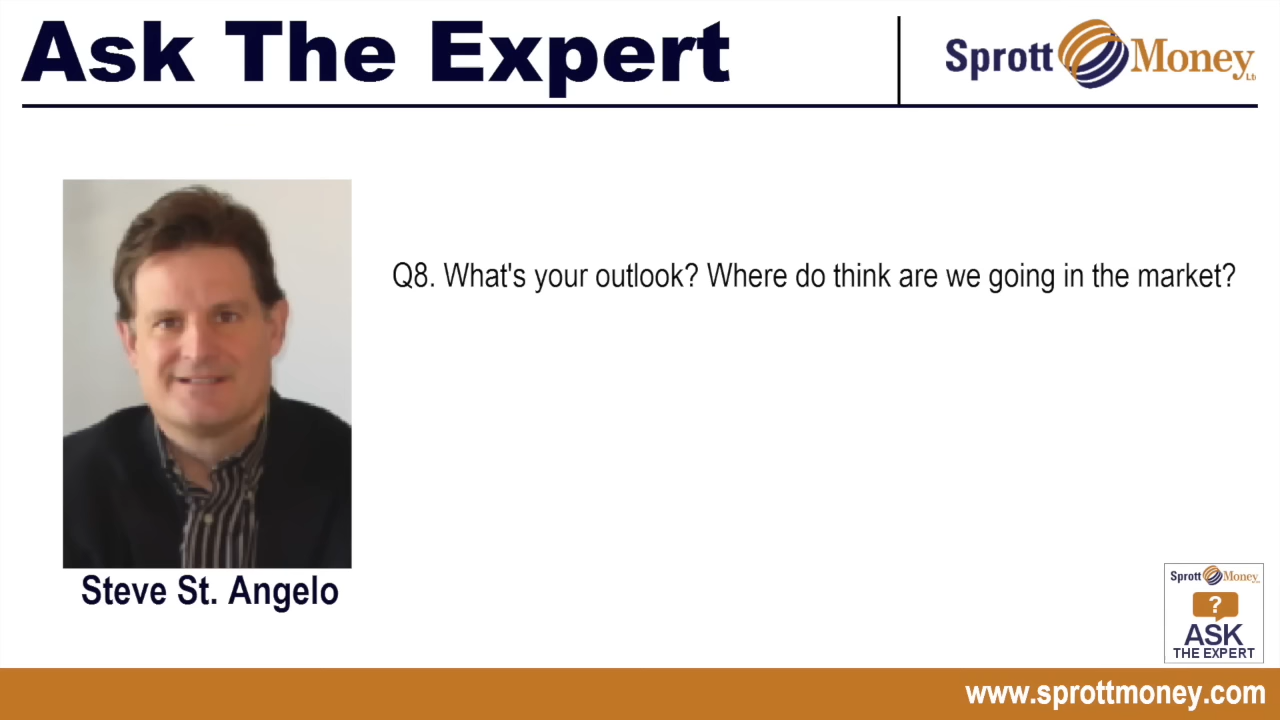 Ask The Expert
Sprott Money
Q8. What's your outlook? Where do think are we going in the market?
Steve St. Angelo
Sprott Money
?
ASK
THE EXPERT
www.sprottmoney.com